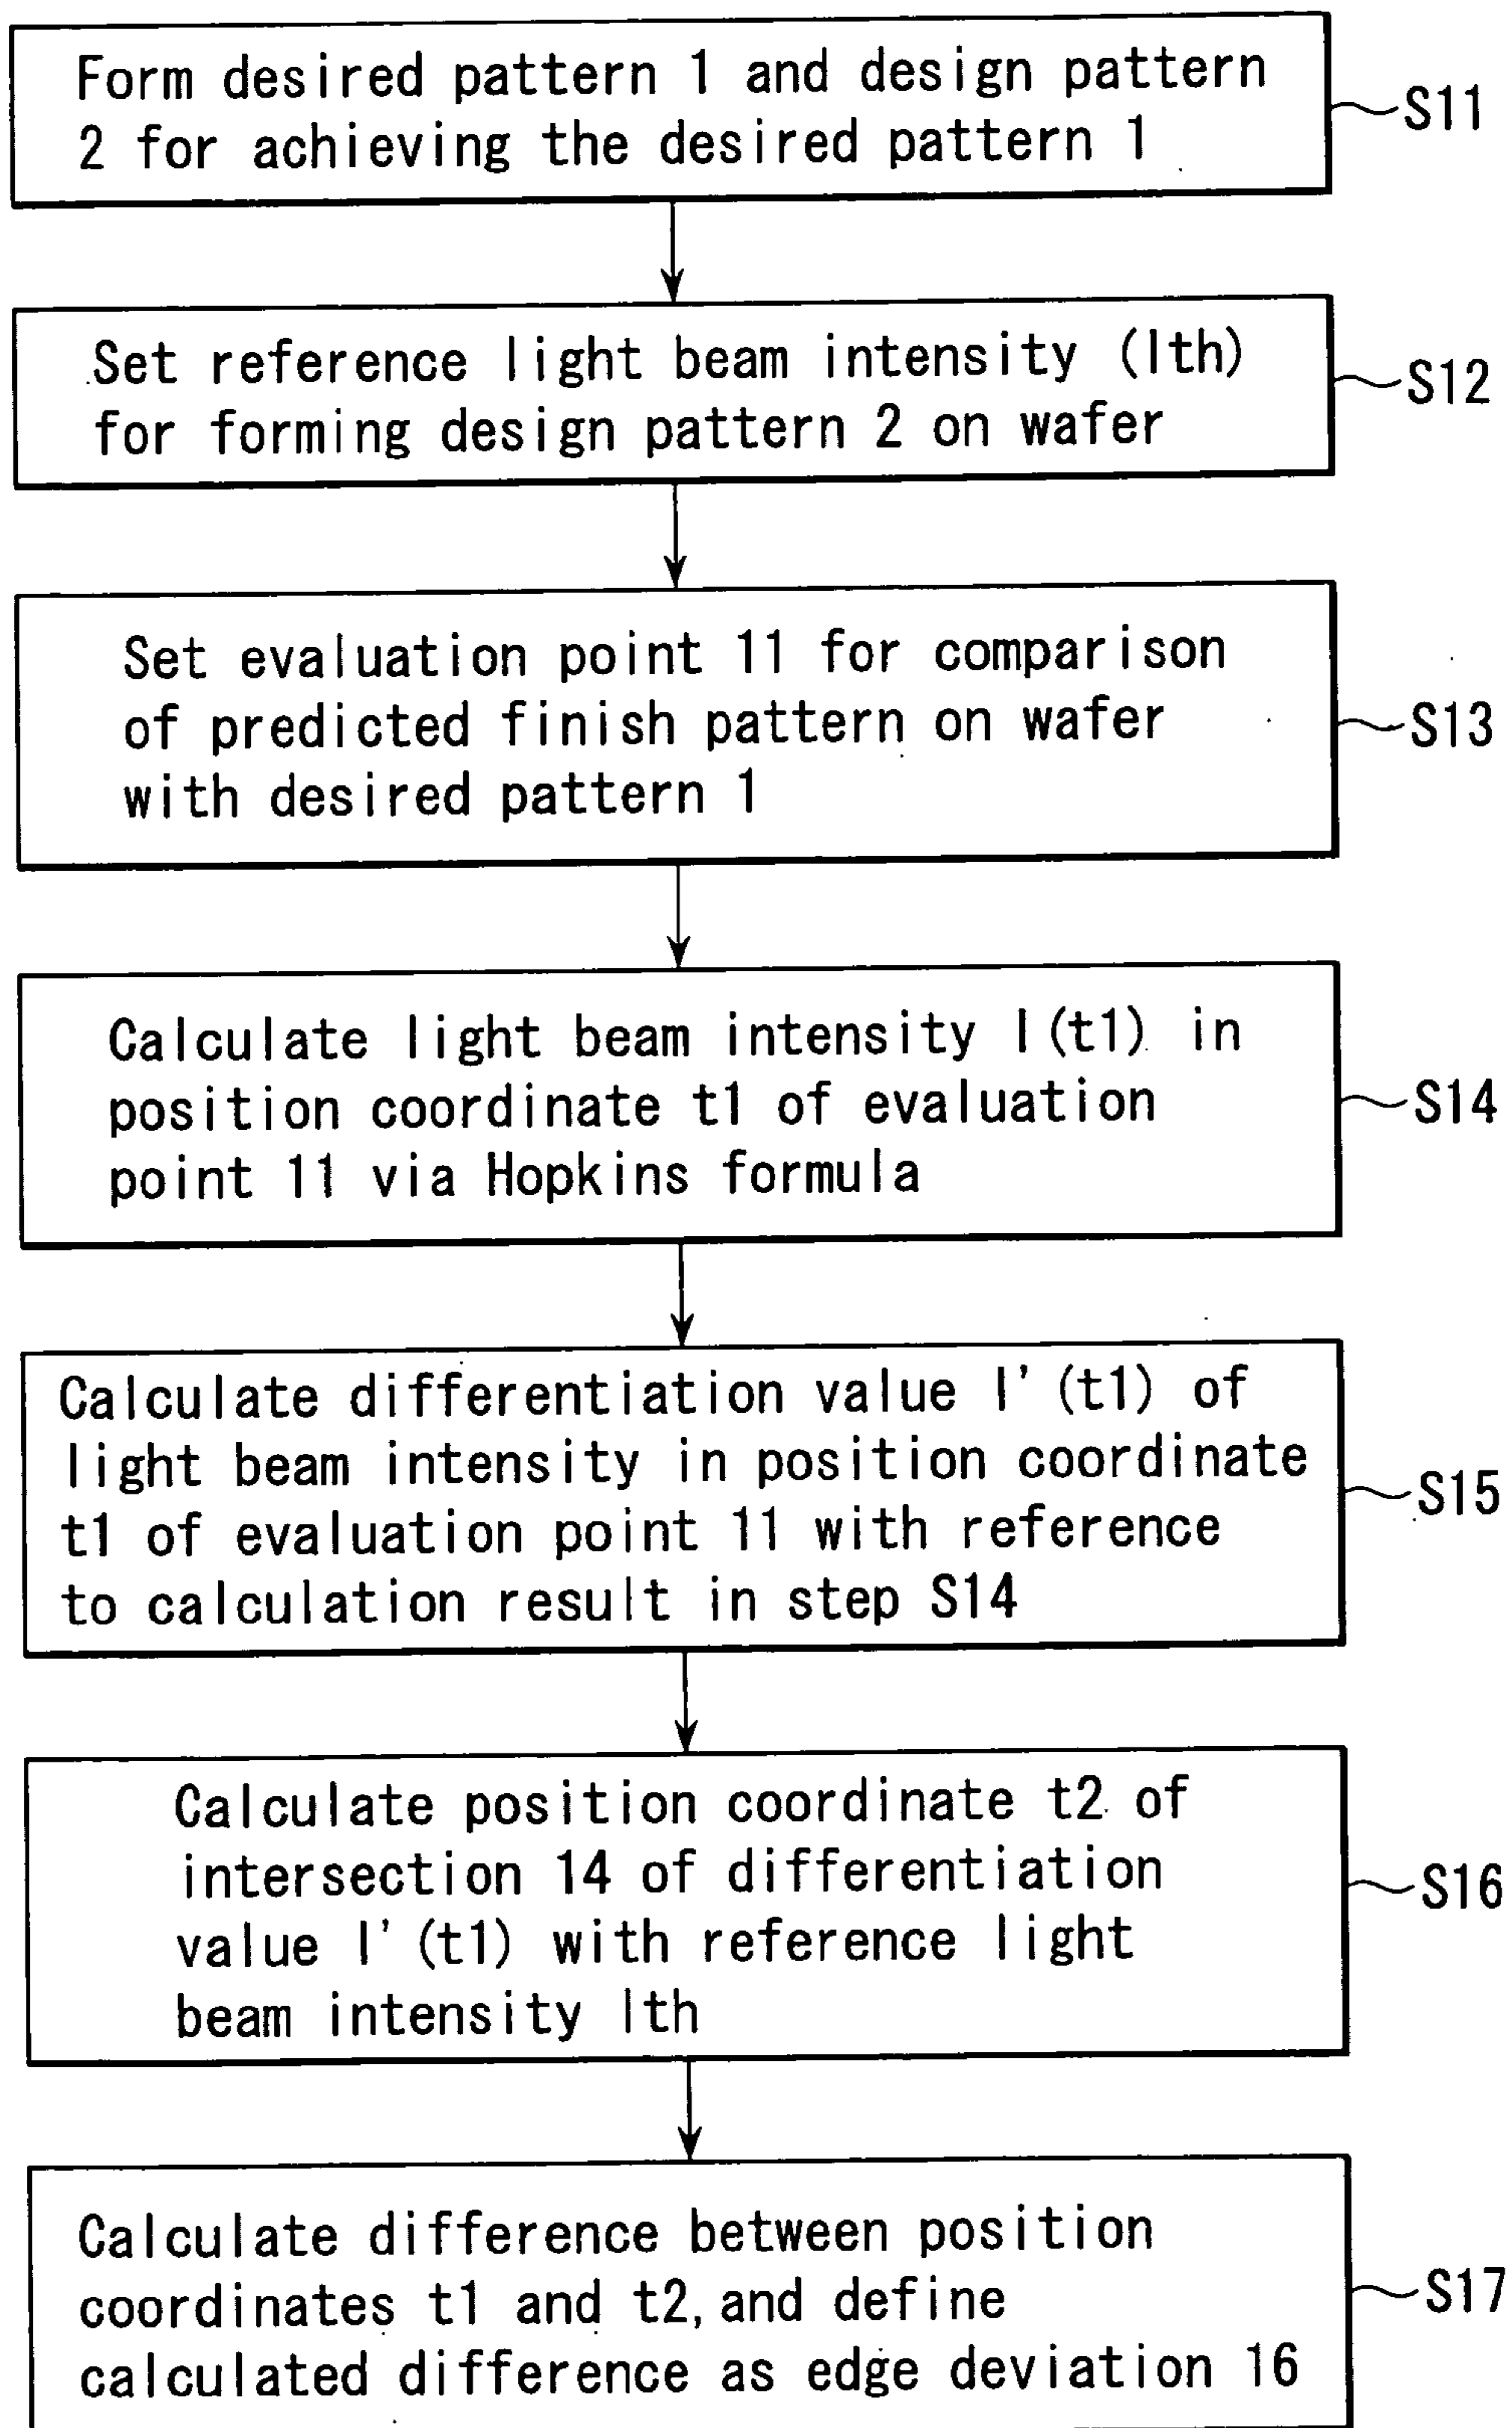 Form desired pattern 1 and design pattern
2 for achieving the desired pattern 1
S11
Set reference light beam intensity (Ith)
for forming design pattern 2 on wafer
S12
Set evaluation point 11 for comparison
of predicted finish pattern on wafer
with desired pattern 1
S13
Calculate light beam intensity I(t1) in
position coordinate t1 of evaluation
point 11 via Hopkins formula
S14
Calculate differentiation value I'(t1) of
light beam intensity in position coordinate
t1 of evaluation point 11 with reference
to calculation result in step S14
S15
Calculate position coordinate t2 of
intersection 14 of differentiation
value I'(t1) with reference light
beam intensity Ith
S16
Calculate difference between position
coordinates t1 and t2, and define
calculated difference as edge deviation 16
S17